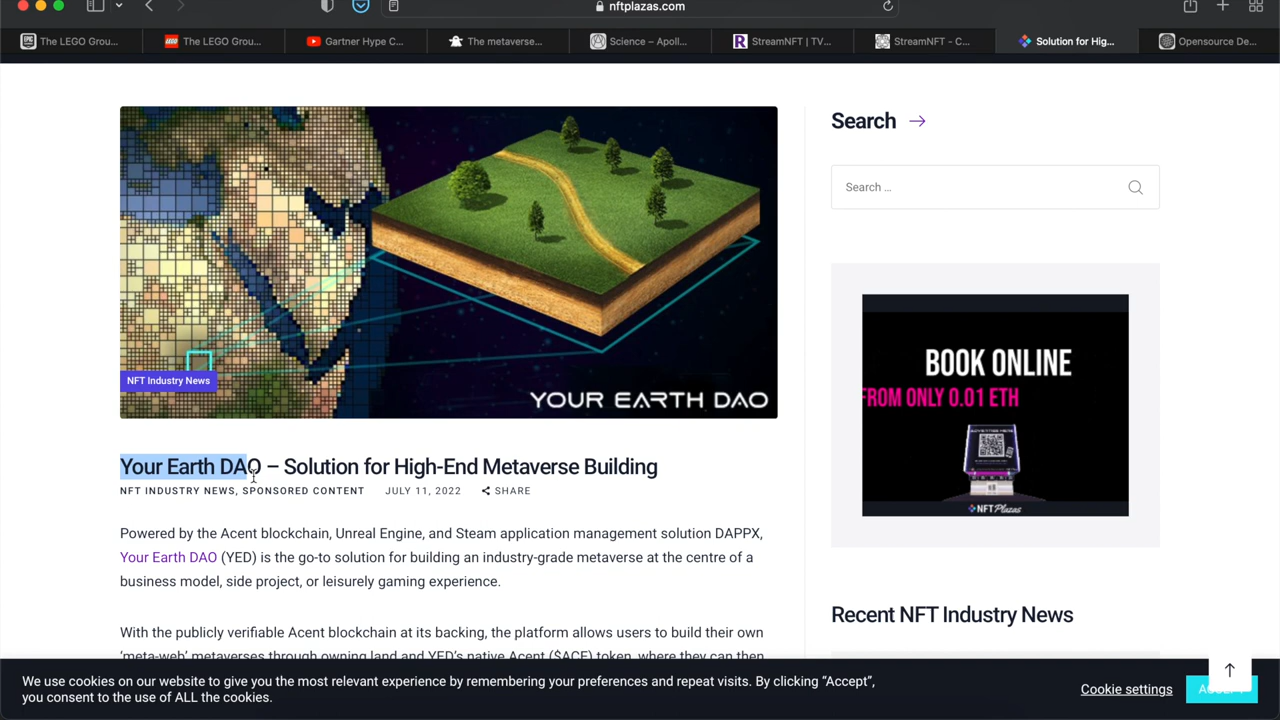 nftplazas.com
The LEGO Grou...
The LEGO Grou...
Gartner Hype C...
The metaverse...
Science – Apoll...
StreamNFT | TV...
StreamNFT - C...
Solution for Hig...
Opensource De...
YOUR EARTH DAO
NFT Industry News
Your Earth DAO – Solution for High-End Metaverse Building
NFT INDUSTRY NEWS, SPONSORED CONTENT JULY 11, 2022 SHARE
Powered by the Acent blockchain, Unreal Engine, and Steam application management solution DAPPX,
Your Earth DAO (YED) is the go-to solution for building an industry-grade metaverse at the centre of a
business model, side project, or leisurely gaming experience.
With the publicly verifiable Acent blockchain at its backing, the platform allows users to build their own
'meta-web' metaverses through owning land and YED's native Acent ($ACE) token, where they can then
Search
Search ...
BOOK ONLINE
FROM ONLY 0.01 ETH
NFT Plazas
Recent NFT Industry News
We use cookies on our website to give you the most relevant experience by remembering your preferences and repeat visits. By clicking “Accept”,
you consent to the use of ALL the cookies.
Cookie settings